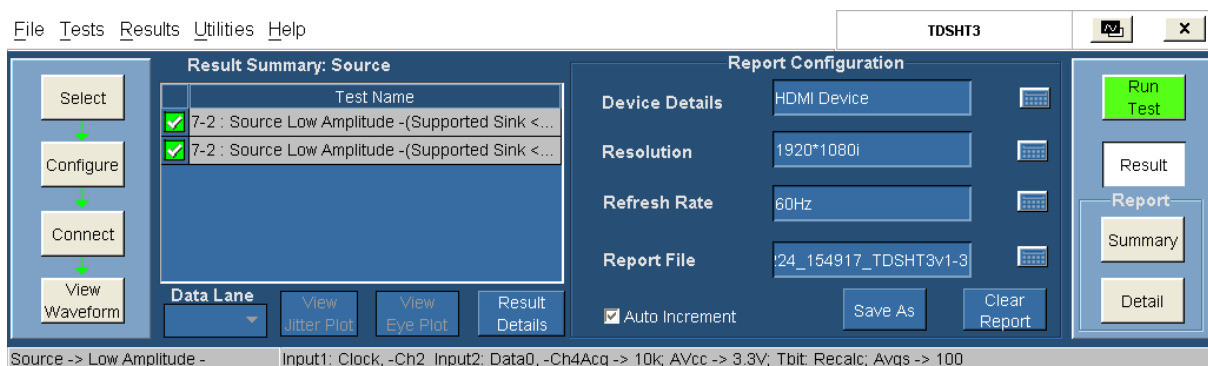 File Tests Results Utilities Help
TDSHT3
x
Select
Configure
Connect
View
Waveform
Result Summary: Source
Test Name
7-2 : Source Low Amplitude -(Supported Sink <...
7-2 : Source Low Amplitude -(Supported Sink <...
Data Lane
View
Jitter Plot
View
Eye Plot
Result
Details
Report Configuration
Device Details
HDMI Device
Resolution
1920*1080i
Refresh Rate
60Hz
Report File
24_154917_TDSHT3v1-3
Auto Increment
Save As
Clear
Report
Run
Test
Result
Report
Summary
Detail
Source -> Low Amplitude - Input1: Clock, -Ch2 Input2: Data0, -Ch4Acq -> 10k; AVcc -> 3.3V; Tbit: Recalc; Avgs -> 100